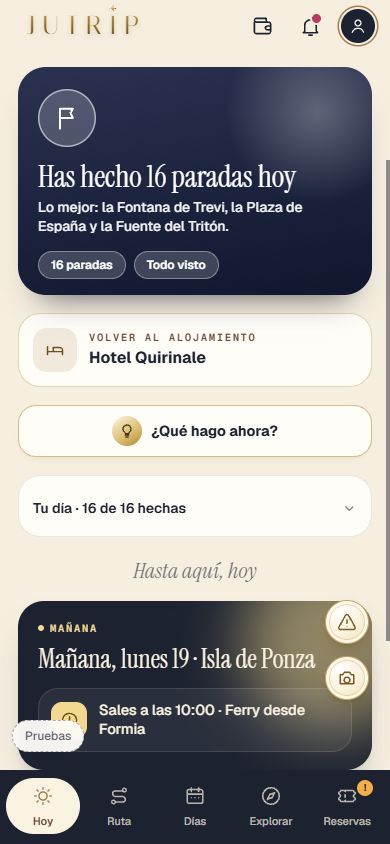 JUTRIP
Has hecho 16 paradas hoy
Lo mejor: la Fontana de Trevi, la Plaza de
España y la Fuente del Tritón.
16 paradas
Todo visto
VOLVER AL ALOJAMIENTO
Hotel Quirinale
¿Qué hago ahora?
Tu día · 16 de 16 hechas
Hasta aquí, hoy
MAÑANA
Mañana, lunes 19 · Isla de Ponza
Sales a las 10:00 · Ferry desde
Formia
Pruebas
Hoy
Ruta
Días
Explorar
!
Reservas